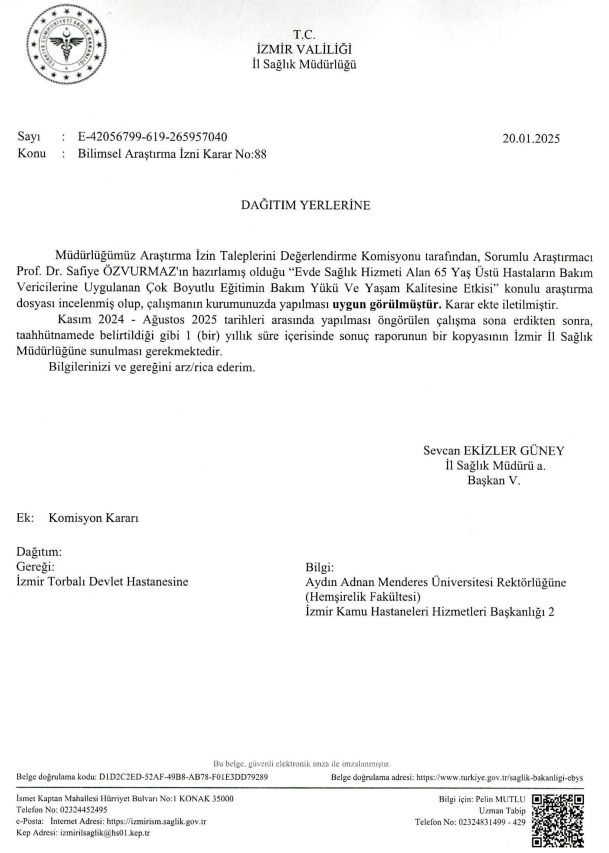 T.C.
İZMİR VALİLİĞİ
İl Sağlık Müdürlüğü
Sayı : E-42056799-619-265957040 20.01.2025
Konu : Bilimsel Araştırma İzni Karar No:88
DAĞITIM YERLERİNE
Müdürlüğümüz Araştırma İzin Taleplerini Değerlendirme Komisyonu tarafından, Sorumlu Araştırmacı
Prof. Dr. Safiye ÖZVURMAZ'ın hazırlamış olduğu “Evde Sağlık Hizmeti Alan 65 Yaş Üstü Hastaların Bakım
Vericilerine Uygulanan Çok Boyutlu Eğitimin Bakım Yükü Ve Yaşam Kalitesine Etkisi” konulu araştırma
dosyası incelenmiş olup, çalışmanın kurumunuzda yapılması uygun görülmüştür. Karar ekte iletilmiştir.
Kasım 2024 - Ağustos 2025 tarihleri arasında yapılması öngörülen çalışma sona erdikten sonra,
taahhütnamede belirtildiği gibi 1 (bir) yıllık süre içerisinde sonuç raporunun bir kopyasının İzmir İl Sağlık
Müdürlüğüne sunulması gerekmektedir.
Bilgilerinizi ve gereğini arz/rica ederim.
Sevcan EKİZLER GÜNEY
İl Sağlık Müdürü a.
Başkan V.
Ek: Komisyon Kararı
Dağıtım:
Gereği:
İzmir Torbalı Devlet Hastanesine
Bilgi:
Aydın Adnan Menderes Üniversitesi Rektörlüğüne
(Hemşirelik Fakültesi)
İzmir Kamu Hastaneleri Hizmetleri Başkanlığı 2
Bu belge, güvenli elektronik imza ile imzalanmıştır.
Belge doğrulama kodu: D1D2C2ED-52AF-49B8-AB78-F01E3DD79289 Belge doğrulama adresi: https://www.turkiye.gov.tr/saglik-bakanligi-ebys
İsmet Kaptan Mahallesi Hürriyet Bulvarı No:1 KONAK 35000
Telefon No: 02324452495
e-Posta: İnternet Adresi: https://izmirism.saglik.gov.tr
Kep Adresi: izmirilsaglik@hs01.kep.tr
Bilgi için: Pelin MUTLU
Uzman Tabip
Telefon No: 02324831499 - 429